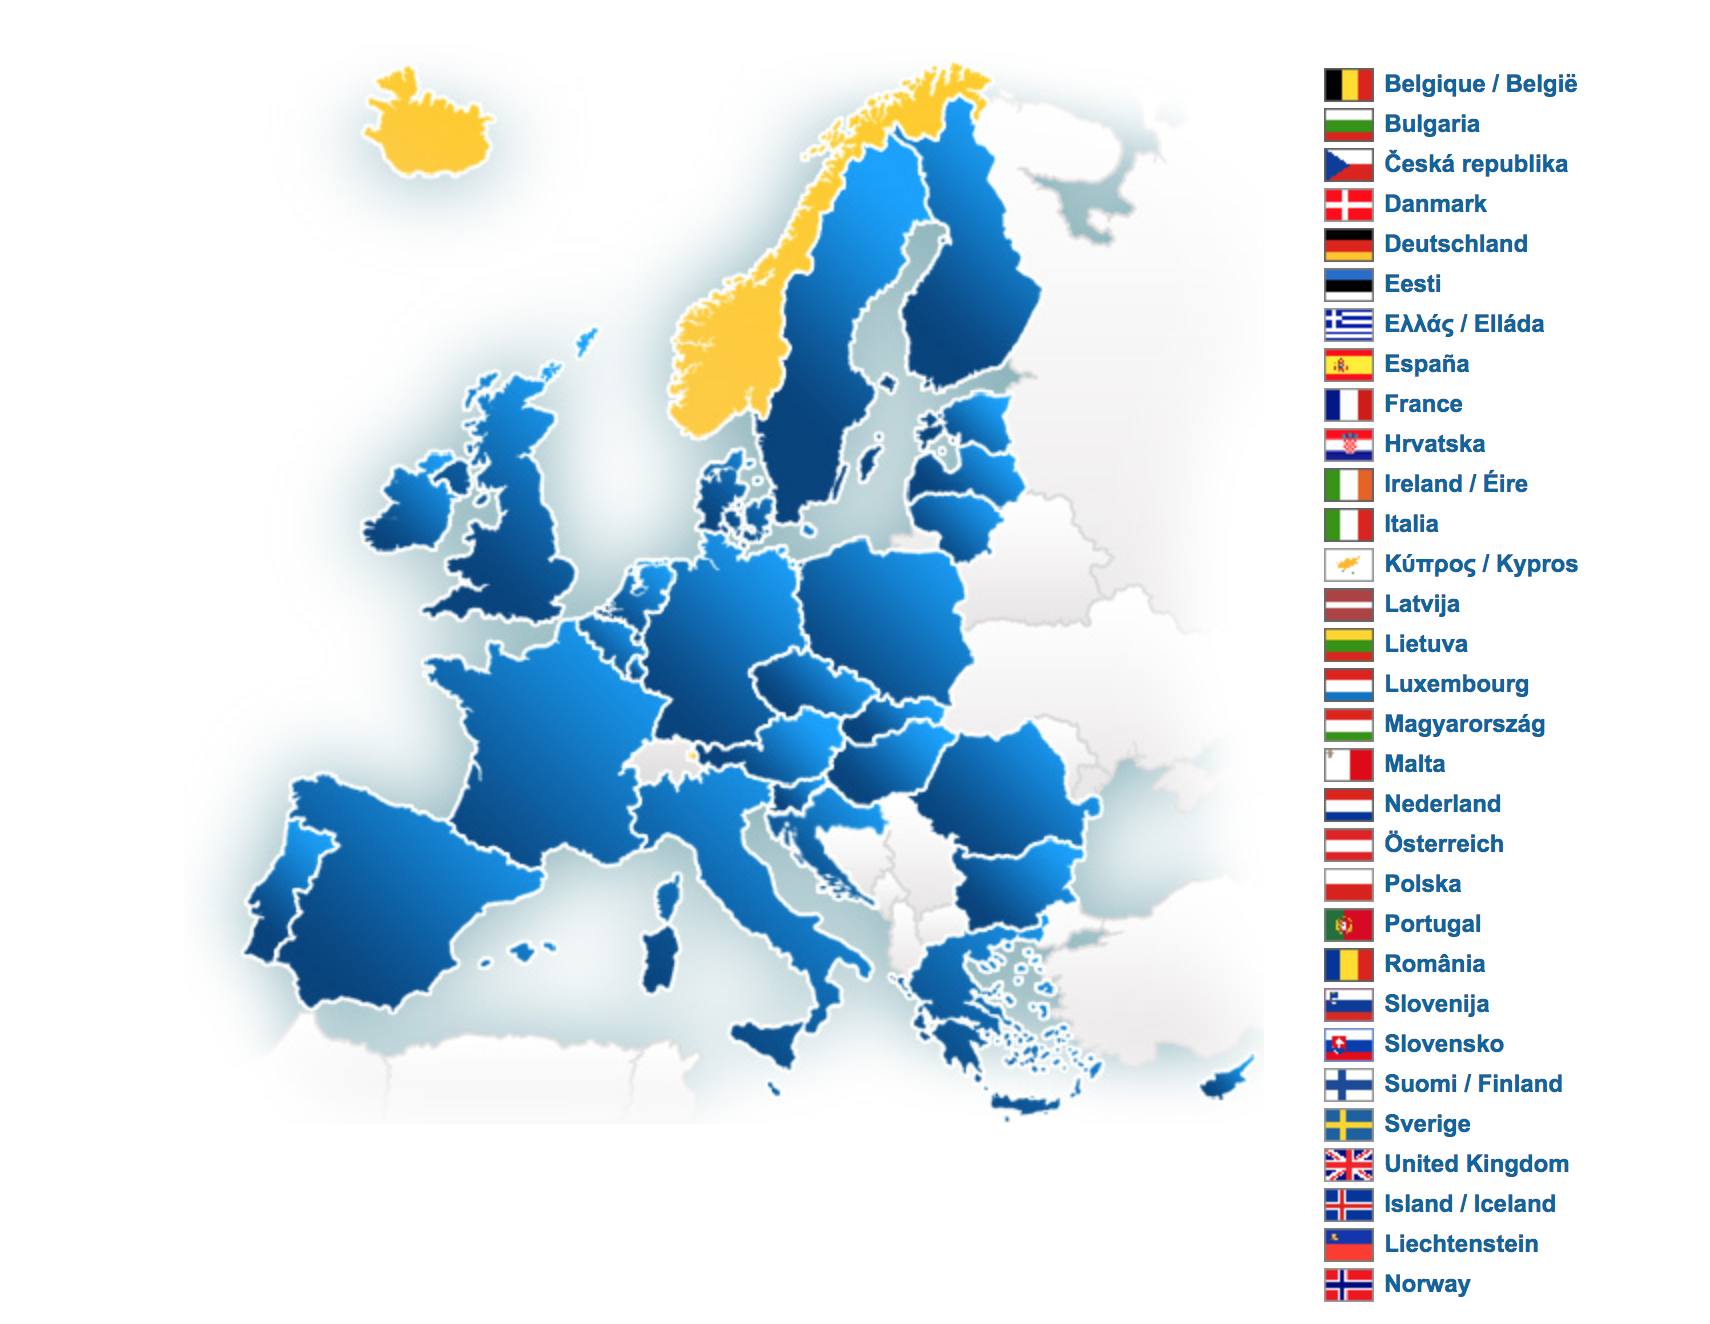 Belgique / België
Bulgaria
Česká republika
Danmark
Deutschland
Eesti
Ελλάς / Elláda
España
France
Hrvatska
Ireland / Éire
Italia
Κύπρος / Kypros
Latvija
Lietuva
Luxembourg
Magyarország
Malta
Nederland
Österreich
Polska
Portugal
România
Slovenija
Slovensko
Suomi / Finland
Sverige
United Kingdom
Island / Iceland
Liechtenstein
Norway